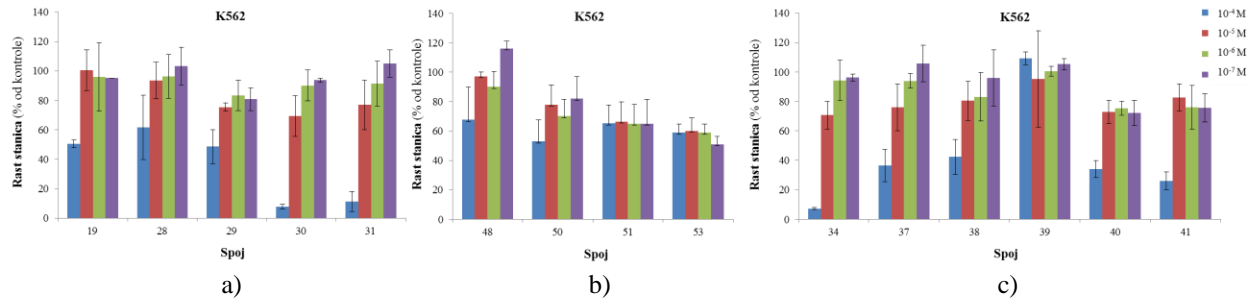 K562
Rast stanica (% od kontrole)
140
120
100
80
60
40
20
0
19 28 29 30 31
Spoj
a)
K562
Rast stanica (% od kontrole)
140
120
100
80
60
40
20
0
48 50 51 53
Spoj
b)
K562
Rast stanica (% od kontrole)
140
120
100
80
60
40
20
0
34 37 38 39 40 41
Spoj
c)
10⁻⁴ M
10⁻⁵ M
10⁻⁶ M
10⁻⁷ M